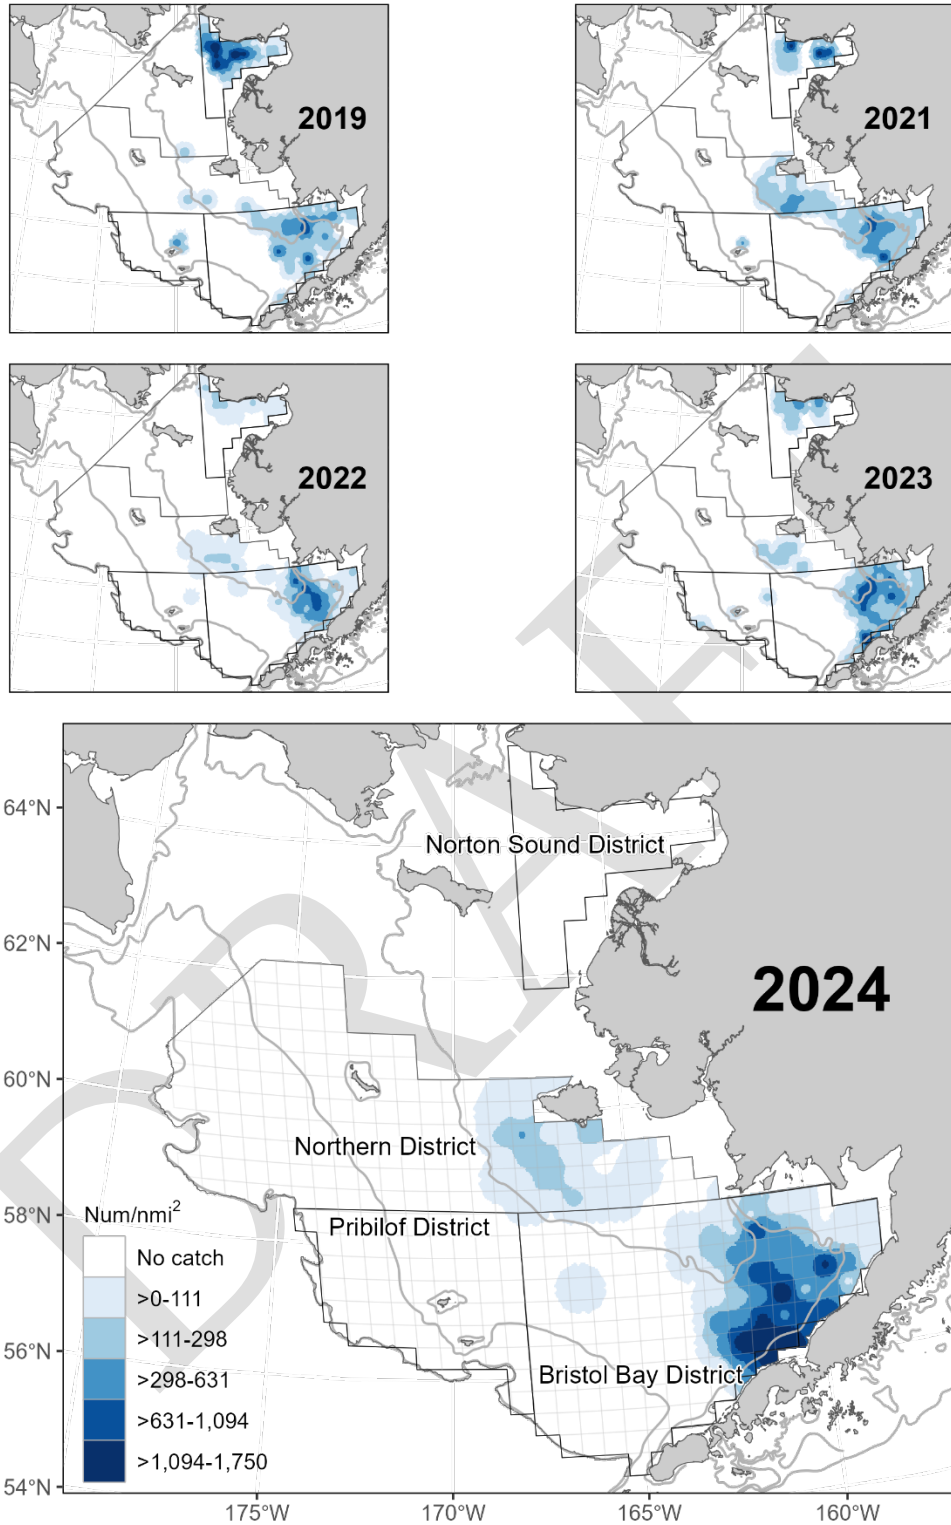 2019
2021
2022
2023
DRAFT
64°N
62°N
60°N
58°N
56°N
54°N
Norton Sound District
2024
Northern District
Pribilof District
Bristol Bay District
Num/nmi²
No catch
>0-111
>111-298
>298-631
>631-1,094
>1,094-1,750
175°W
170°W
165°W
160°W